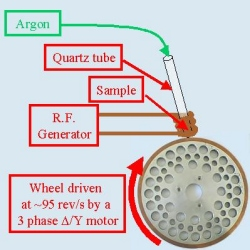 Argon
Quartz tube
Sample
R.F.
Generator
Wheel driven
at ~95 rev/s by a
3 phase Δ/Y motor